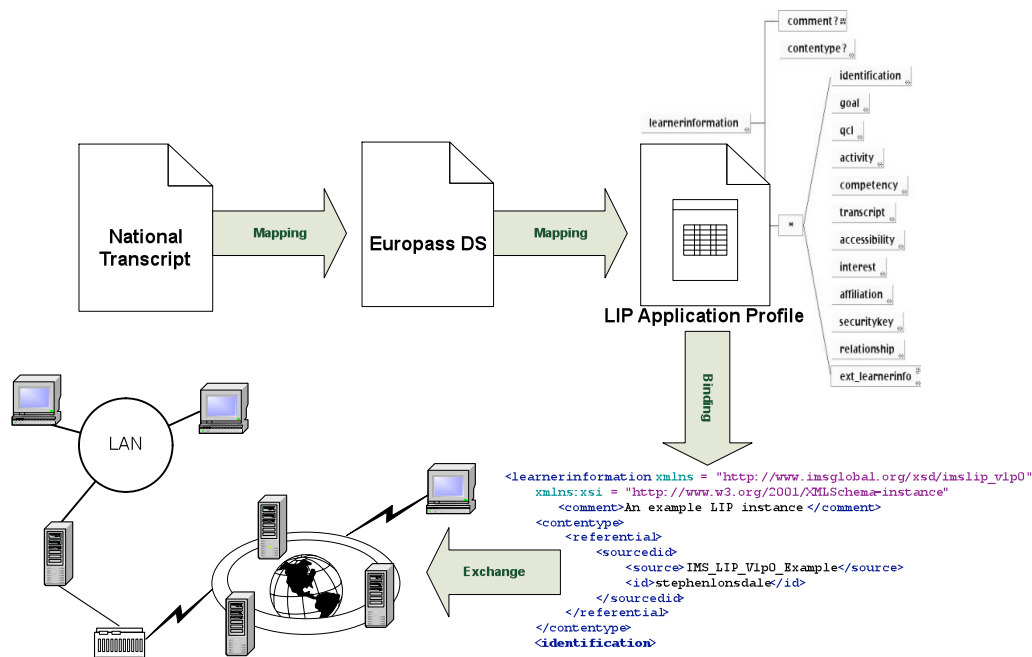 comment?
contentype?
identification
learnerinformation
goal
qcl
activity
competency
transcript
accessibility
interest
affiliation
securitykey
relationship
ext_learnerinfo
*
National
Transcript
Mapping
Europass DS
Mapping
LIP Application Profile
Binding
LAN
Exchange
<learnerinformation xmlns = "http://www.imsglobal.org/xsd/imslip_v1p0"
xmlns:xsi = "http://www.w3.org/2001/XMLSchema-instance"
<comment>An example LIP instance </comment>
<contentype>
<referential>
<sourcedid>
<source>IMS_LIP_V1p0_Example</source>
<id>stephenlonsdale</id>
</sourcedid>
</referential>
</contentype>
<identification>